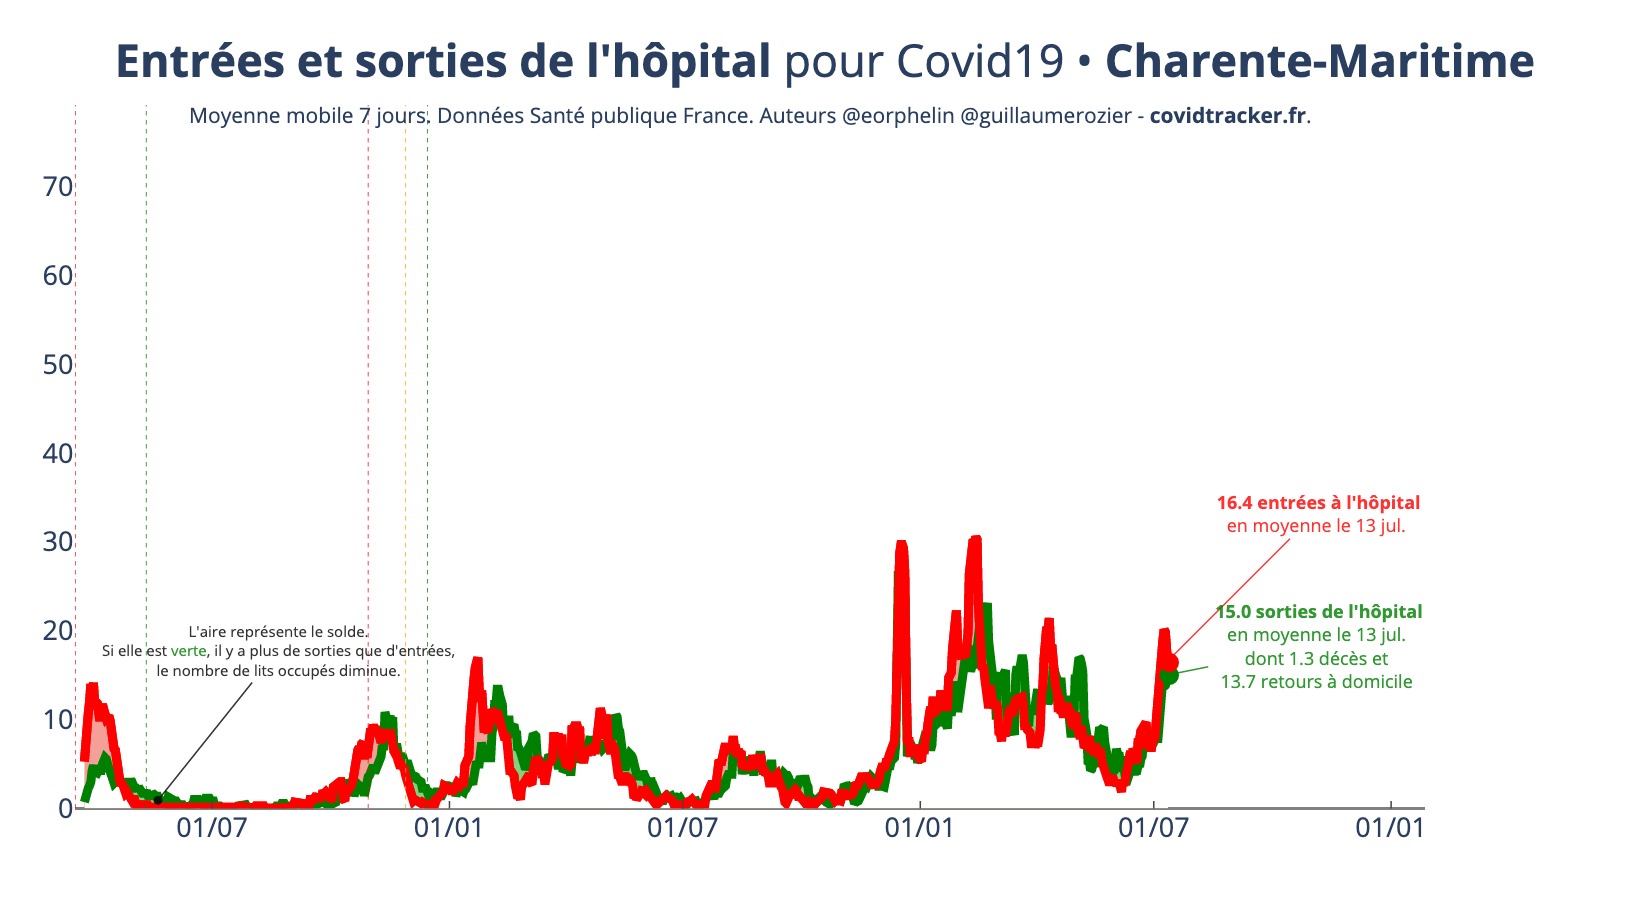 Entrées et sorties de l'hôpital pour Covid19 • Charente-Maritime
Moyenne mobile 7 jours. Données Santé publique France. Auteurs @eorphelin @guillaumerozier - covidtracker.fr.
70
60
50
40
30
20
10
0
16.4 entrées à l'hôpital
en moyenne le 13 jul.
15.0 sorties de l'hôpital
en moyenne le 13 jul.
dont 1.3 décès et
13.7 retours à domicile
L'aire représente le solde.
Si elle est verte, il y a plus de sorties que d'entrées,
le nombre de lits occupés diminue.
01/07
01/01
01/07
01/01
01/07
01/01